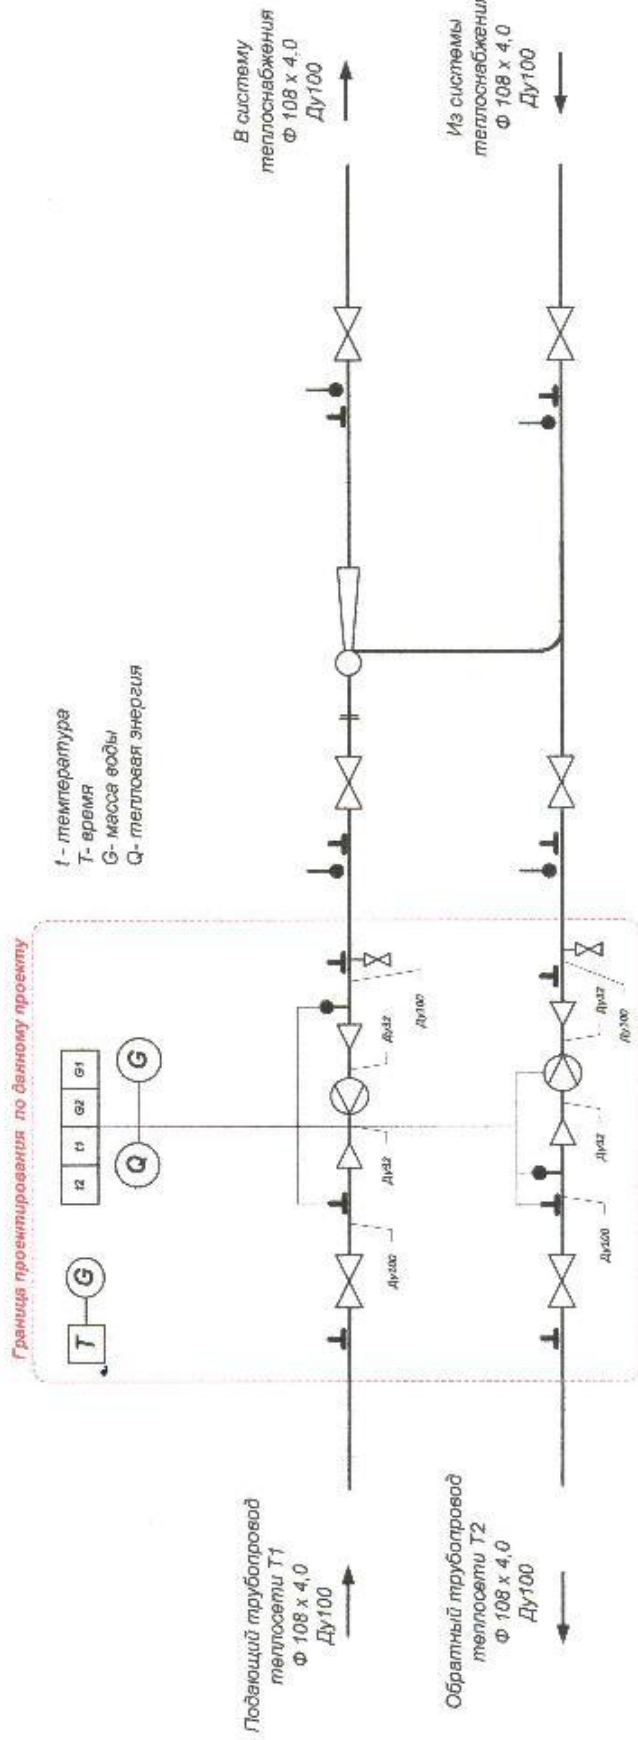 Граница проектирования по данному проекту
T
G
t2
t1
G2
G1
Q
G
t - температура
T- время
G- масса воды
Q- тепловая энергия
Подающий трубопровод
теплосети Т1
Ф 108 х 4,0
Ду100
В систему
теплоснабжения
Ф 108 х 4,0
Ду100
Ду100
Ду32
Ду32
Ду100
Обратный трубопровод
теплосети Т2
Ф 108 х 4,0
Ду100
Из системы
теплоснабжения
Ф 108 х 4,0
Ду100
Ду100
Ду32
Ду32
Ду100